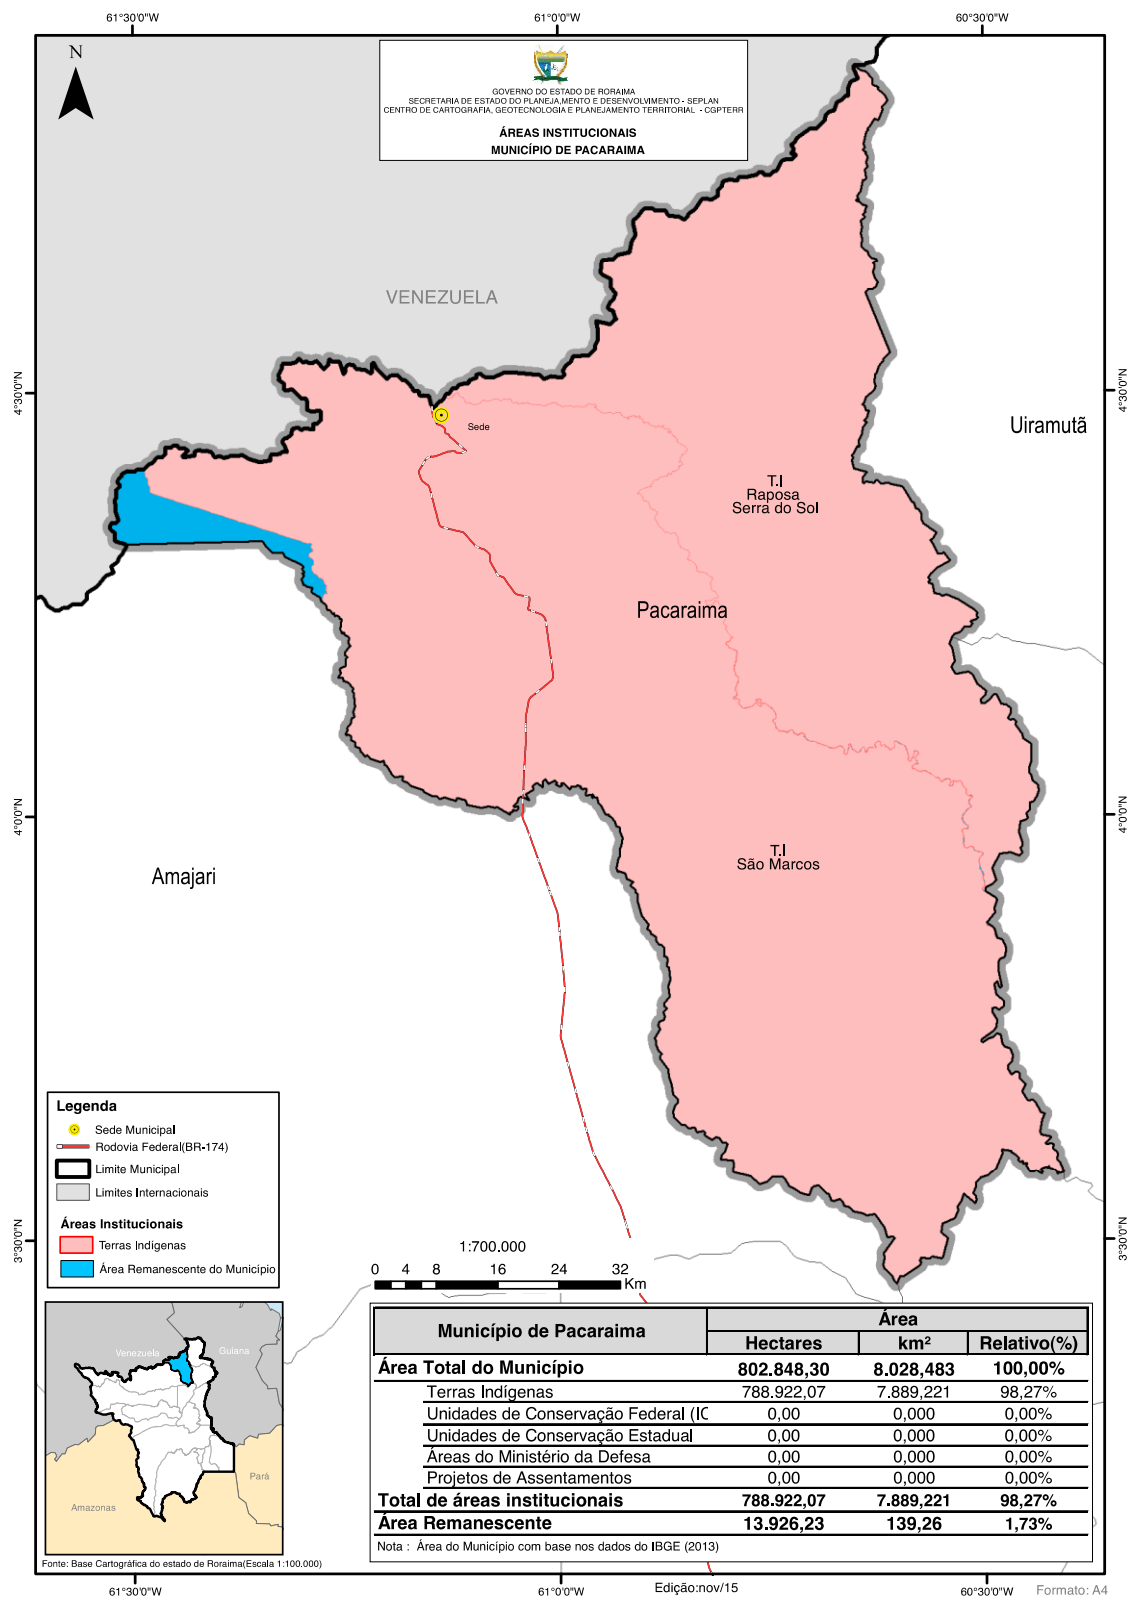 61°30'0"W
61°0'0"W
60°30'0"W
N
GOVERNO DO ESTADO DE RORAIMA
SECRETARIA DE ESTADO DO PLANEJA,MENTO E DESENVOLVIMENTO - SEPLAN
CENTRO DE CARTOGRAFIA, GEOTECNOLOGIA E PLANEJAMENTO TERRITORIAL - CGPTERR
ÁREAS INSTITUCIONAIS
MUNICÍPIO DE PACARAIMA
VENEZUELA
4°30'0"N
4°30'0"N
Sede
Uiramutã
T.I
Raposa
Serra do Sol
Pacaraima
4°0'0"N
4°0'0"N
T.I
São Marcos
Amajari
Legenda
Sede Municipal
Rodovia Federal(BR-174)
Limite Municipal
Limites Internacionais
Áreas Institucionais
Terras Indígenas
Área Remanescente do Município
3°30'0"N
3°30'0"N
1:700.000
0 4 8 16 24 32
Km
Venezuela
Guiana
Amazonas
Pará
Fonte: Base Cartográfica do estado de Roraima(Escala 1:100.000)
Município de Pacaraima
Área
Hectares km² Relativo(%)
Área Total do Município 802.848,30 8.028,483 100,00%
Terras Indígenas 788.922,07 7.889,221 98,27%
Unidades de Conservação Federal (IC 0,00 0,000 0,00%
Unidades de Conservação Estadual 0,00 0,000 0,00%
Áreas do Ministério da Defesa 0,00 0,000 0,00%
Projetos de Assentamentos 0,00 0,000 0,00%
Total de áreas institucionais 788.922,07 7.889,221 98,27%
Área Remanescente 13.926,23 139,26 1,73%
Nota : Área do Município com base nos dados do IBGE (2013)
61°30'0"W
61°0'0"W
Edição:nov/15
60°30'0"W
Formato: A4